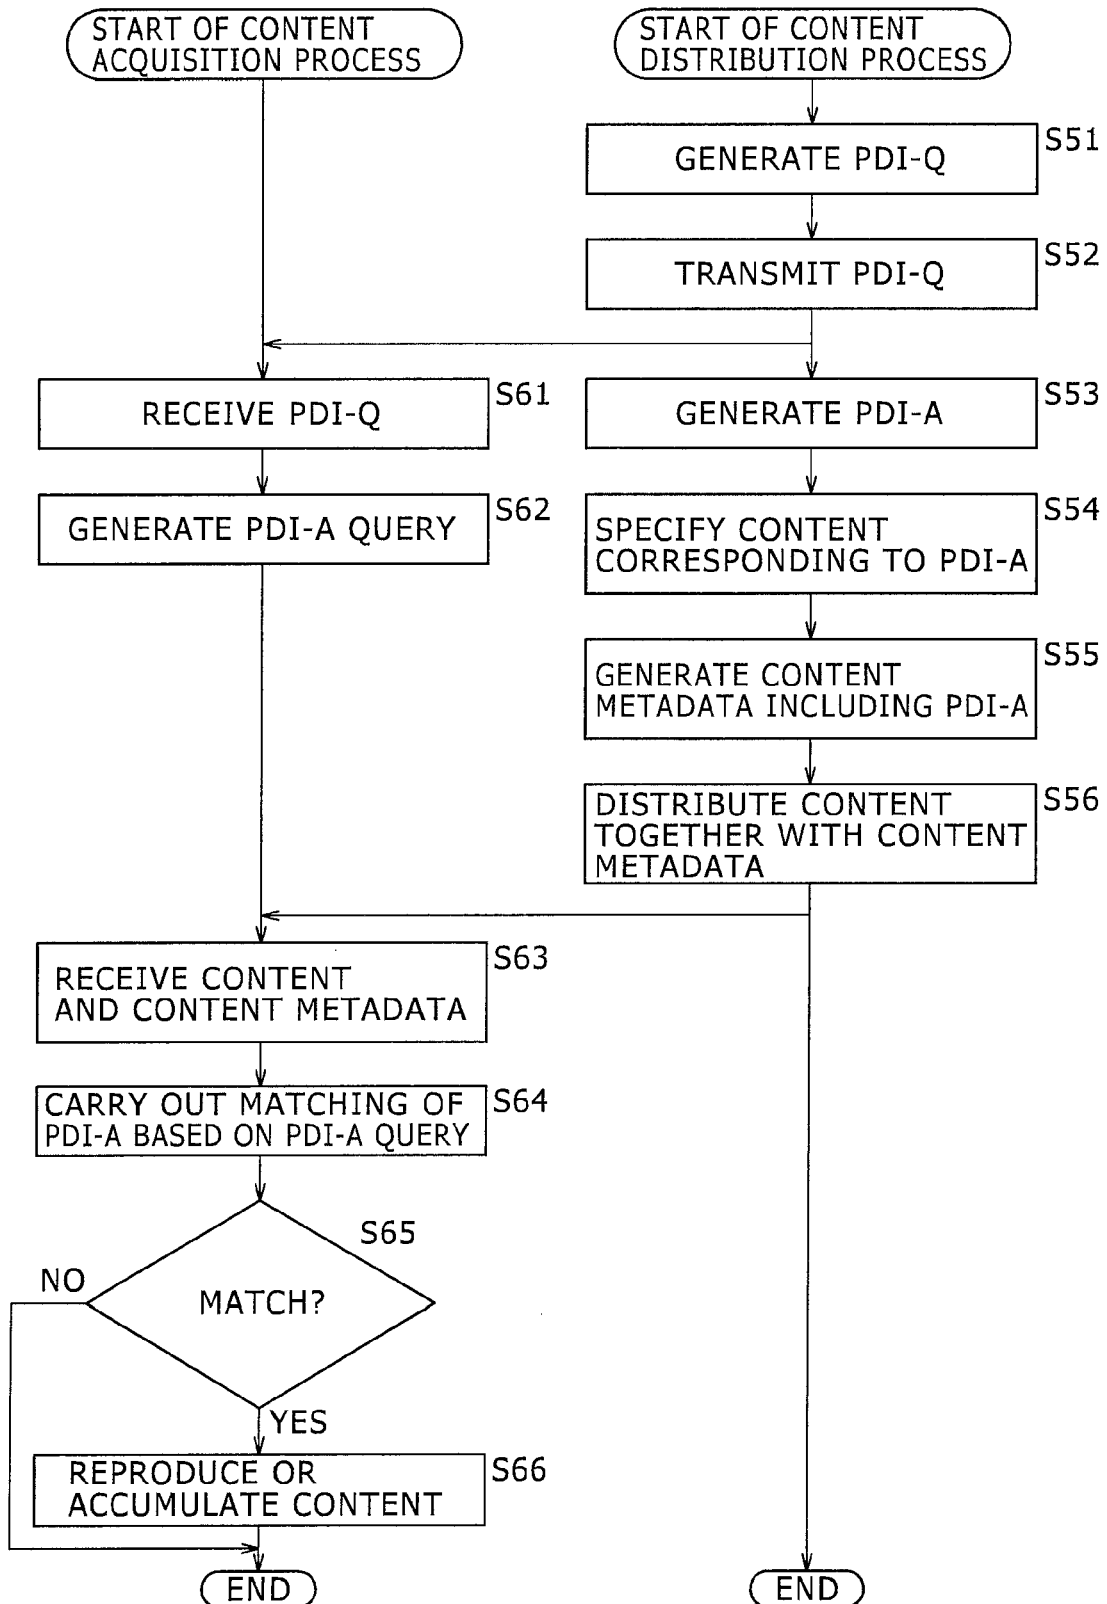 START OF CONTENT
ACQUISITION PROCESS
START OF CONTENT
DISTRIBUTION PROCESS
S51
GENERATE PDI-Q
S52
TRANSMIT PDI-Q
S61
RECEIVE PDI-Q
S53
GENERATE PDI-A
S62
GENERATE PDI-A QUERY
S54
SPECIFY CONTENT
CORRESPONDING TO PDI-A
S55
GENERATE CONTENT
METADATA INCLUDING PDI-A
S56
DISTRIBUTE CONTENT
TOGETHER WITH CONTENT
METADATA
S63
RECEIVE CONTENT
AND CONTENT METADATA
S64
CARRY OUT MATCHING OF
PDI-A BASED ON PDI-A QUERY
S65
NO
MATCH?
YES
S66
REPRODUCE OR
ACCUMULATE CONTENT
END
END